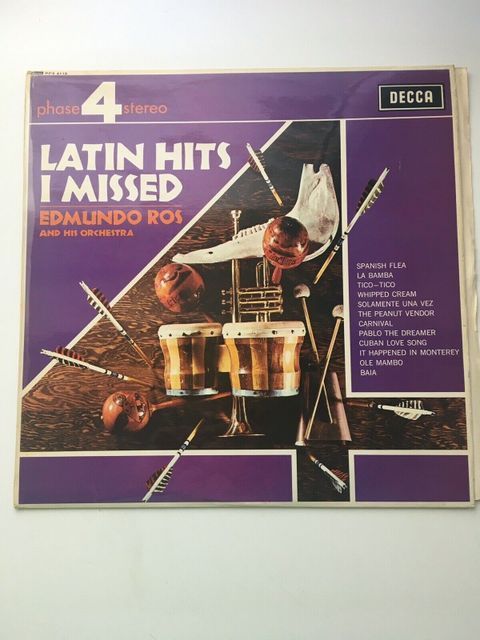 phase 4 stereo
DECCA
LATIN HITS
I MISSED
EDMUNDO ROS
AND HIS ORCHESTRA
SPANISH FLEA
LA BAMBA
TICO-TICO
WHIPPED CREAM
SOLAMENTE UNA VEZ
THE PEANUT VENDOR
CARNIVAL
PABLO THE DREAMER
CUBAN LOVE SONG
IT HAPPENED IN MONTEREY
OLE MAMBO
BAIA